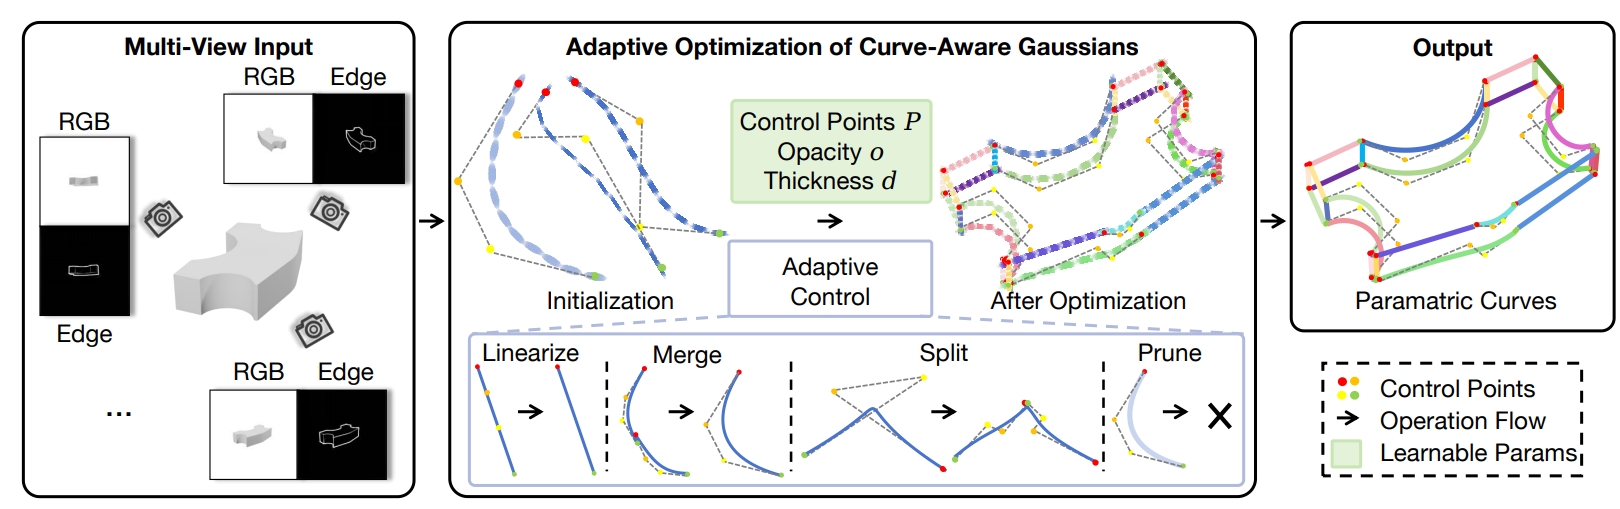 Multi-View Input
RGB Edge
RGB
Edge
RGB Edge
...
Adaptive Optimization of Curve-Aware Gaussians
Control Points P
Opacity o
Thickness d
Adaptive
Control
Initialization
After Optimization
Linearize
Merge
Split
Prune
Output
Paramatric Curves
Control Points
Operation Flow
Learnable Params